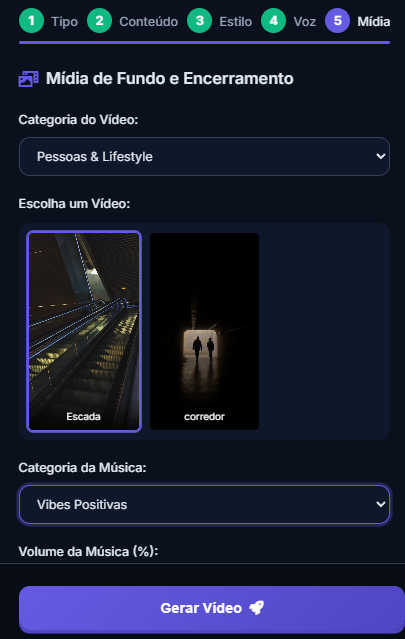 1 Tipo 2 Conteúdo 3 Estilo 4 Voz 5 Mídia
Mídia de Fundo e Encerramento
Categoria do Vídeo:
Pessoas & Lifestyle
Escolha um Vídeo:
Escada corredor
Categoria da Música:
Vibes Positivas
Volume da Música (%):
Gerar Vídeo